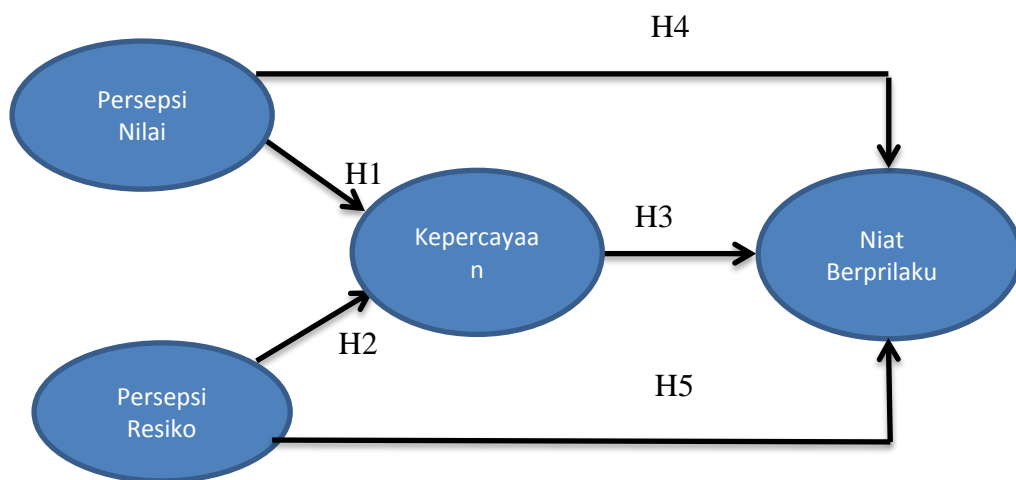 H4
Persepsi
Nilai
H1
Kepercayaa
n
H3
Niat
Berprilaku
H2
Persepsi
Resiko
H5